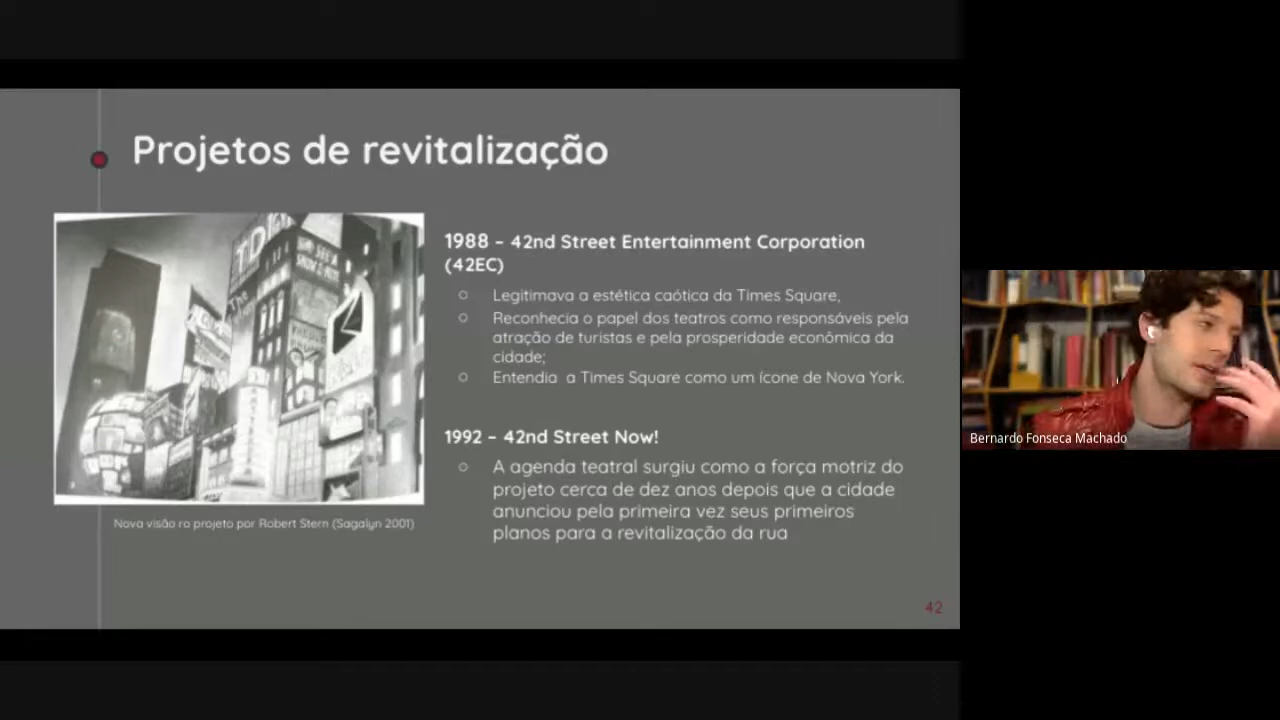 Projetos de revitalização
1988 – 42nd Street Entertainment Corporation
(42EC)
Legitimava a estética caótica da Times Square,
Reconhecia o papel dos teatros como responsáveis pela
atração de turistas e pela prosperidade econômica da
cidade;
Entendia a Times Square como um ícone de Nova York.
1992 – 42nd Street Now!
A agenda teatral surgiu como a força motriz do
projeto cerca de dez anos depois que a cidade
anunciou pela primeira vez seus primeiros
planos para a revitalização da rua
TD
The
Nova visão ro projeto por Robert Stern (Sagalyn 2001)
42
Bernardo Fonseca Machado